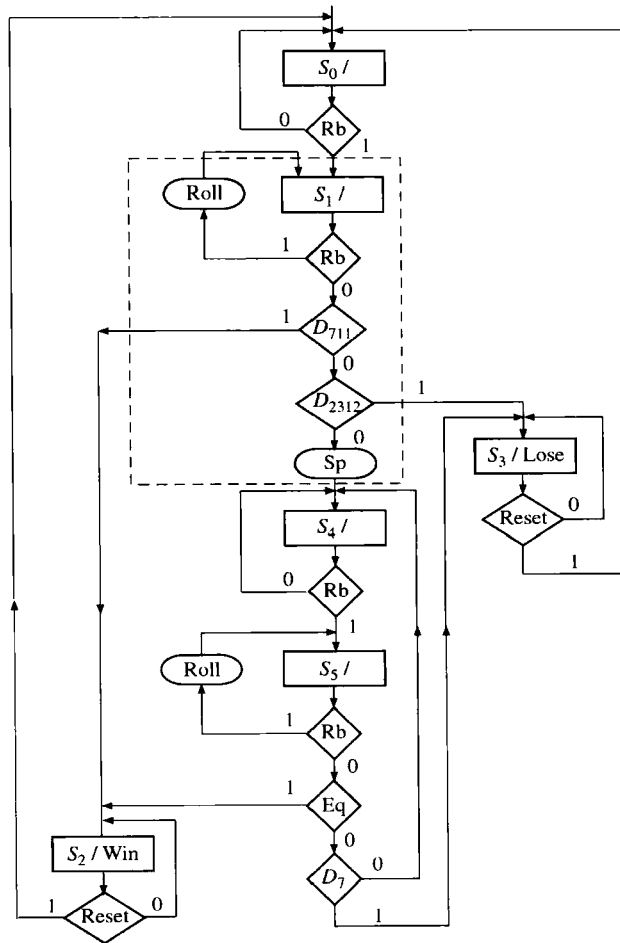 S₀ /
0
Rb
1
Roll
S₁ /
1
Rb
0
1
D₇₁₁
0
D₂₃₁₂
1
0
Sp
S₃ / Lose
Reset
0
1
S₄ /
0
Rb
1
Roll
S₅ /
1
Rb
0
1
Eq
0
S₂ / Win
D₇
0
1
1
Reset
0